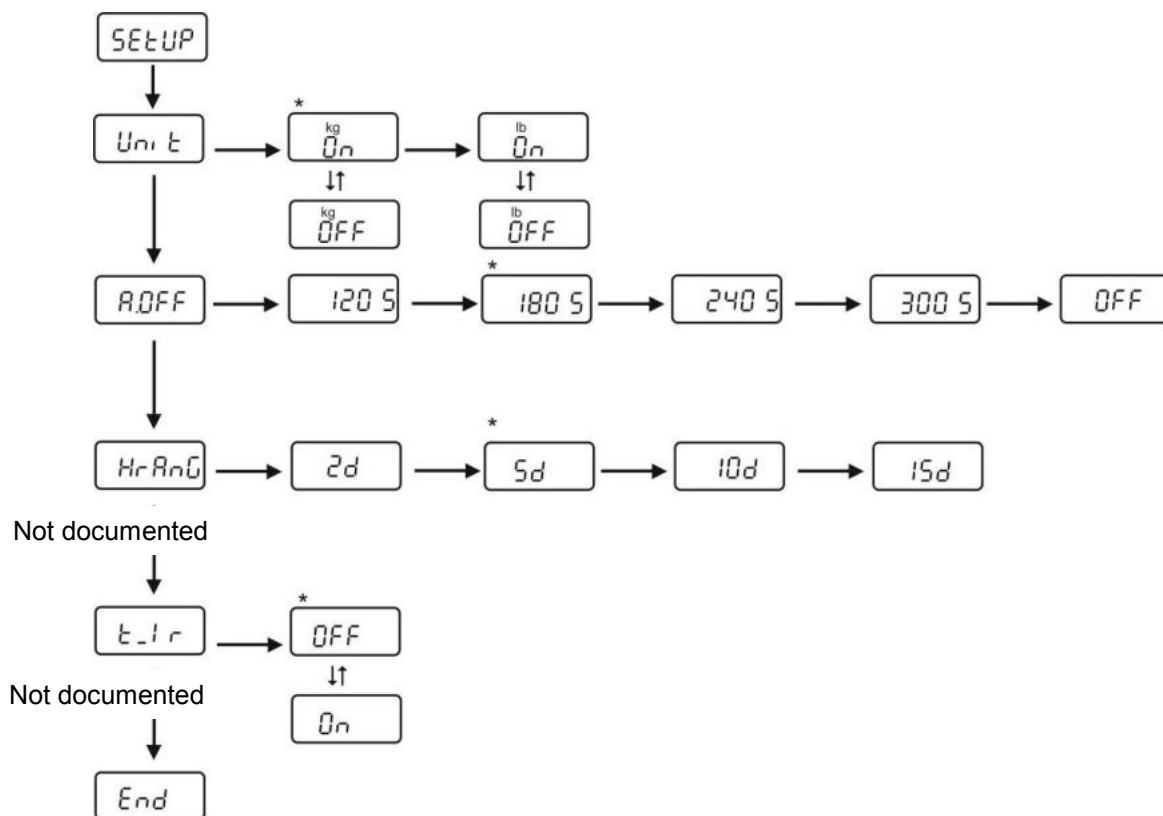 SEtUP
*
Unit
kg
On
lb
On
kg
OFF
lb
OFF
*
A.OFF
120 S
180 S
240 S
300 S
OFF
*
HrAnG
2d
5d
10d
15d
Not documented
*
t_Ir
OFF
Not documented
On
End